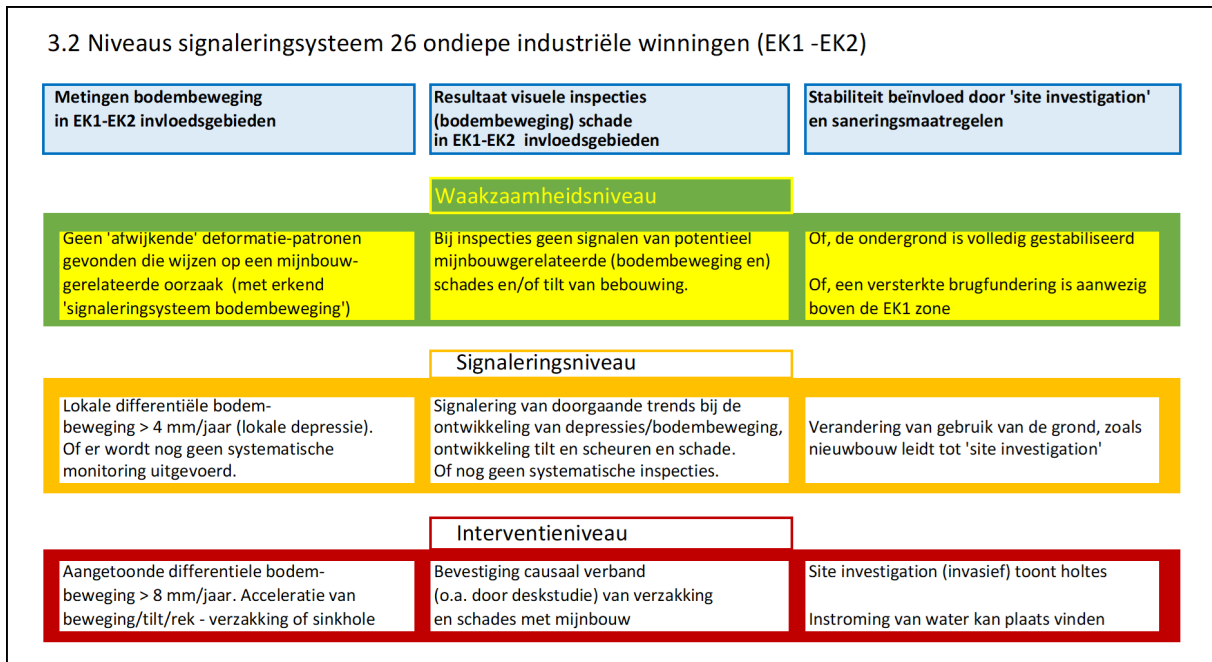 3.2 Niveaus signaleringsysteem 26 ondiepe industriële winningen (EK1 -EK2)
Metingen bodembeweging
in EK1-EK2 invloedsgebieden
Resultaat visuele inspecties
(bodembeweging) schade
in EK1-EK2 invloedsgebieden
Stabiliteit beïnvloed door 'site investigation'
en saneringsmaatregelen
Waakzaamheidsniveau
Geen 'afwijkende' deformatie-patronen
gevonden die wijzen op een mijnbouw-
gerelateerde oorzaak (met erkend
'signaleringsysteem bodembeweging')
Bij inspecties geen signalen van potentieel
mijnbouwgerelateerde (bodembeweging en)
schades en/of tilt van bebouwing.
Of, de ondergrond is volledig gestabiliseerd
Of, een versterkte brugfundering is aanwezig
boven de EK1 zone
Signaleringsniveau
Lokale differentiële bodem-
beweging > 4 mm/jaar (lokale depressie).
Of er wordt nog geen systematische
monitoring uitgevoerd.
Signalering van doorgaande trends bij de
ontwikkeling van depressies/bodembeweging,
ontwikkeling tilt en scheuren en schade.
Of nog geen systematische inspecties.
Verandering van gebruik van de grond, zoals
nieuwbouw leidt tot 'site investigation'
Interventieniveau
Aangetoonde differentiele bodem-
beweging > 8 mm/jaar. Acceleratie van
beweging/tilt/rek - verzakking of sinkhole
Bevestiging causaal verband
(o.a. door deskstudie) van verzakking
en schades met mijnbouw
Site investigation (invasief) toont holtes
Instroming van water kan plaats vinden